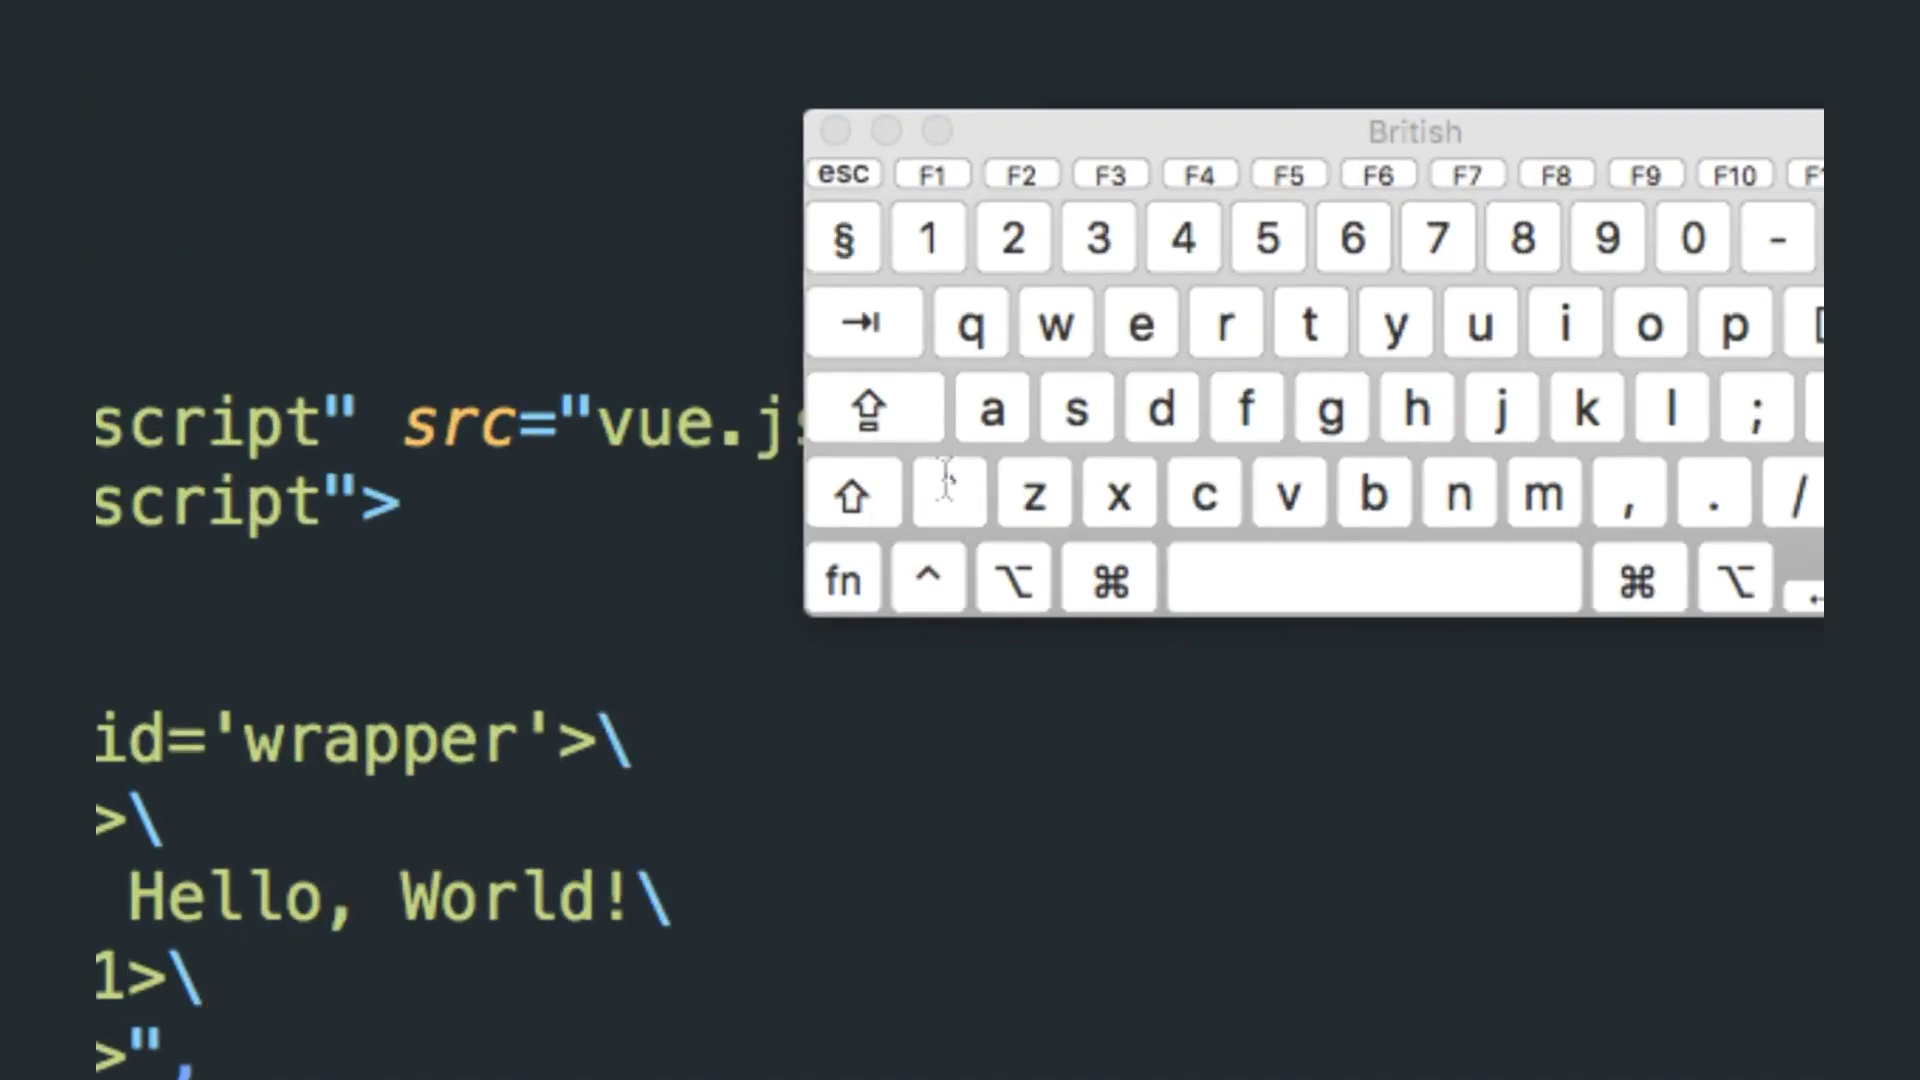 British
esc F1 F2 F3 F4 F5 F6 F7 F8 F9 F10
§ 1 2 3 4 5 6 7 8 9 0 -
q w e r t y u i o p
a s d f g h j k l ;
` z x c v b n m , . /
fn ^ ⌥ ⌘ ⌘ ⌥
script" src="vue.js
script">
id='wrapper'>\
>\
Hello, World!\
1>\
>",